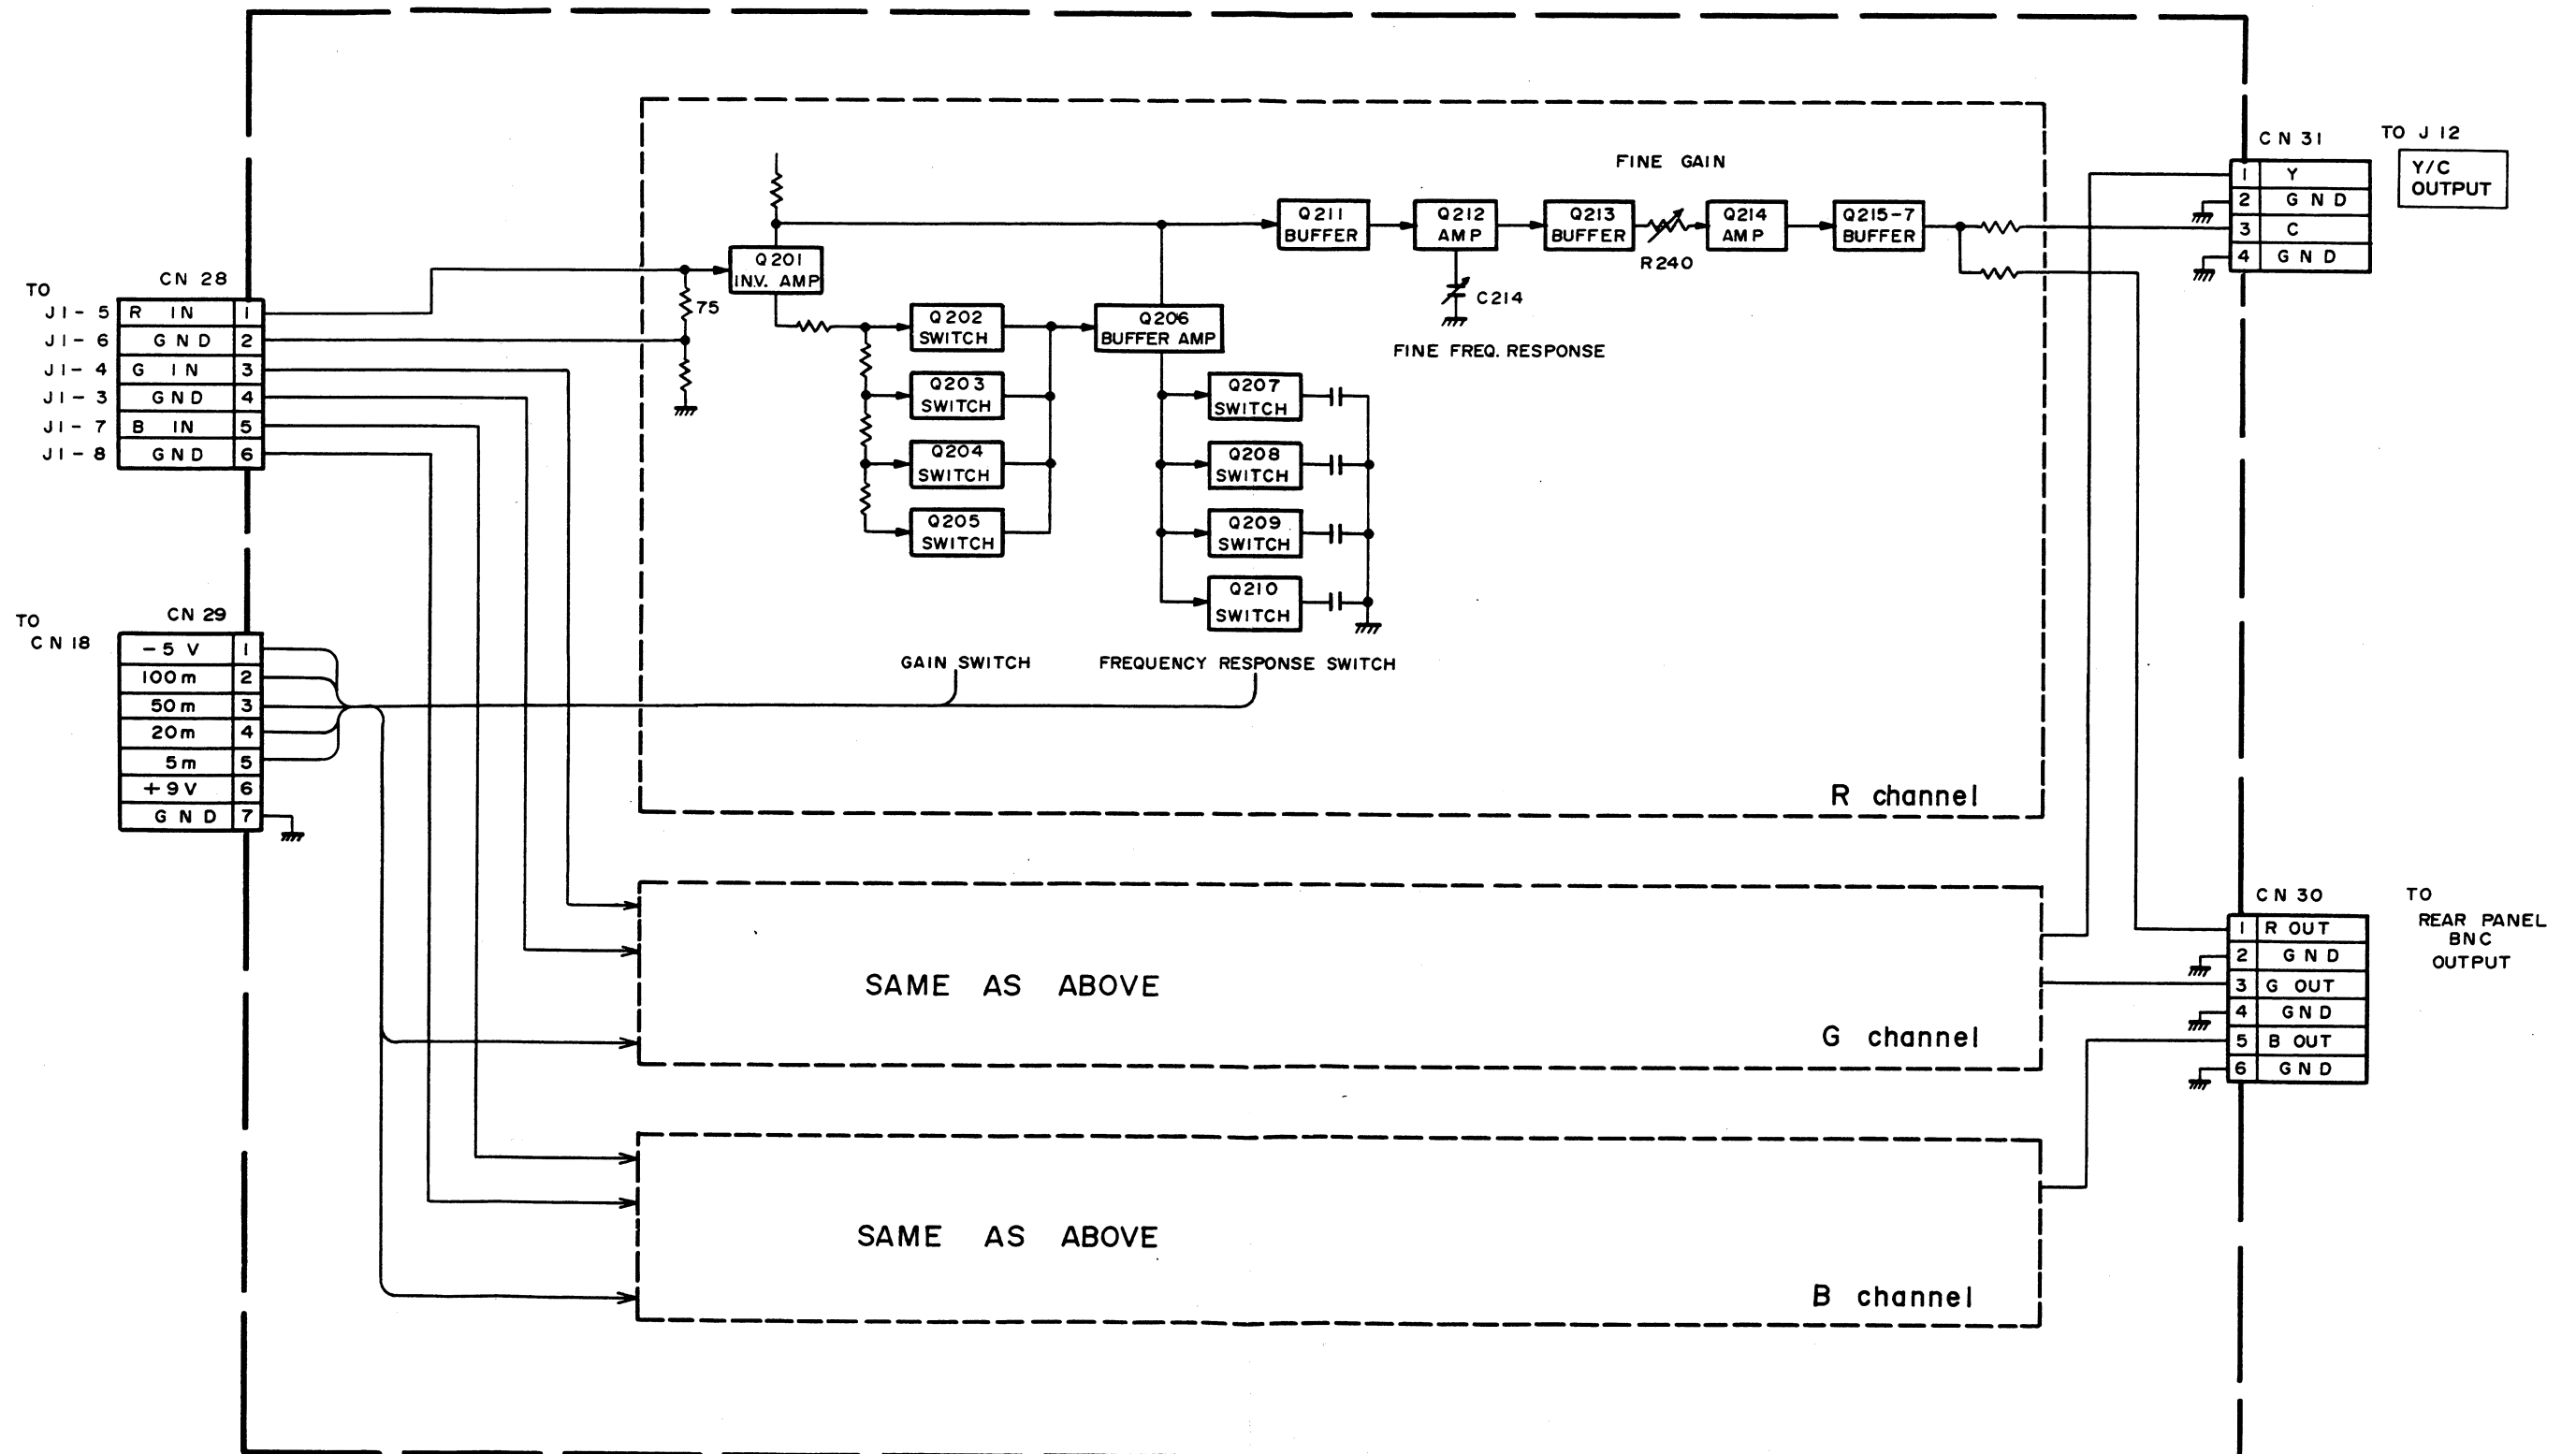 CN 28
TO
J1-5 R IN 1
J1-6 GND 2
J1-4 G IN 3
J1-3 GND 4
J1-7 B IN 5
J1-8 GND 6
CN 29
TO
CN 18
-5 V 1
100m 2
50m 3
20m 4
5m 5
+9V 6
GND 7
75
Q201
INV. AMP
Q202
SWITCH
Q203
SWITCH
Q204
SWITCH
Q205
SWITCH
GAIN SWITCH
Q206
BUFFER AMP
Q207
SWITCH
Q208
SWITCH
Q209
SWITCH
Q210
SWITCH
FREQUENCY RESPONSE SWITCH
Q211
BUFFER
Q212
AMP
C214
FINE FREQ. RESPONSE
Q213
BUFFER
FINE GAIN
R240
Q214
AMP
Q215-7
BUFFER
R channel
SAME AS ABOVE
G channel
SAME AS ABOVE
B channel
CN 31
TO J12
Y/C
OUTPUT
1 Y
2 GND
3 C
4 GND
CN 30
TO
REAR PANEL
BNC
OUTPUT
1 R OUT
2 GND
3 G OUT
4 GND
5 B OUT
6 GND